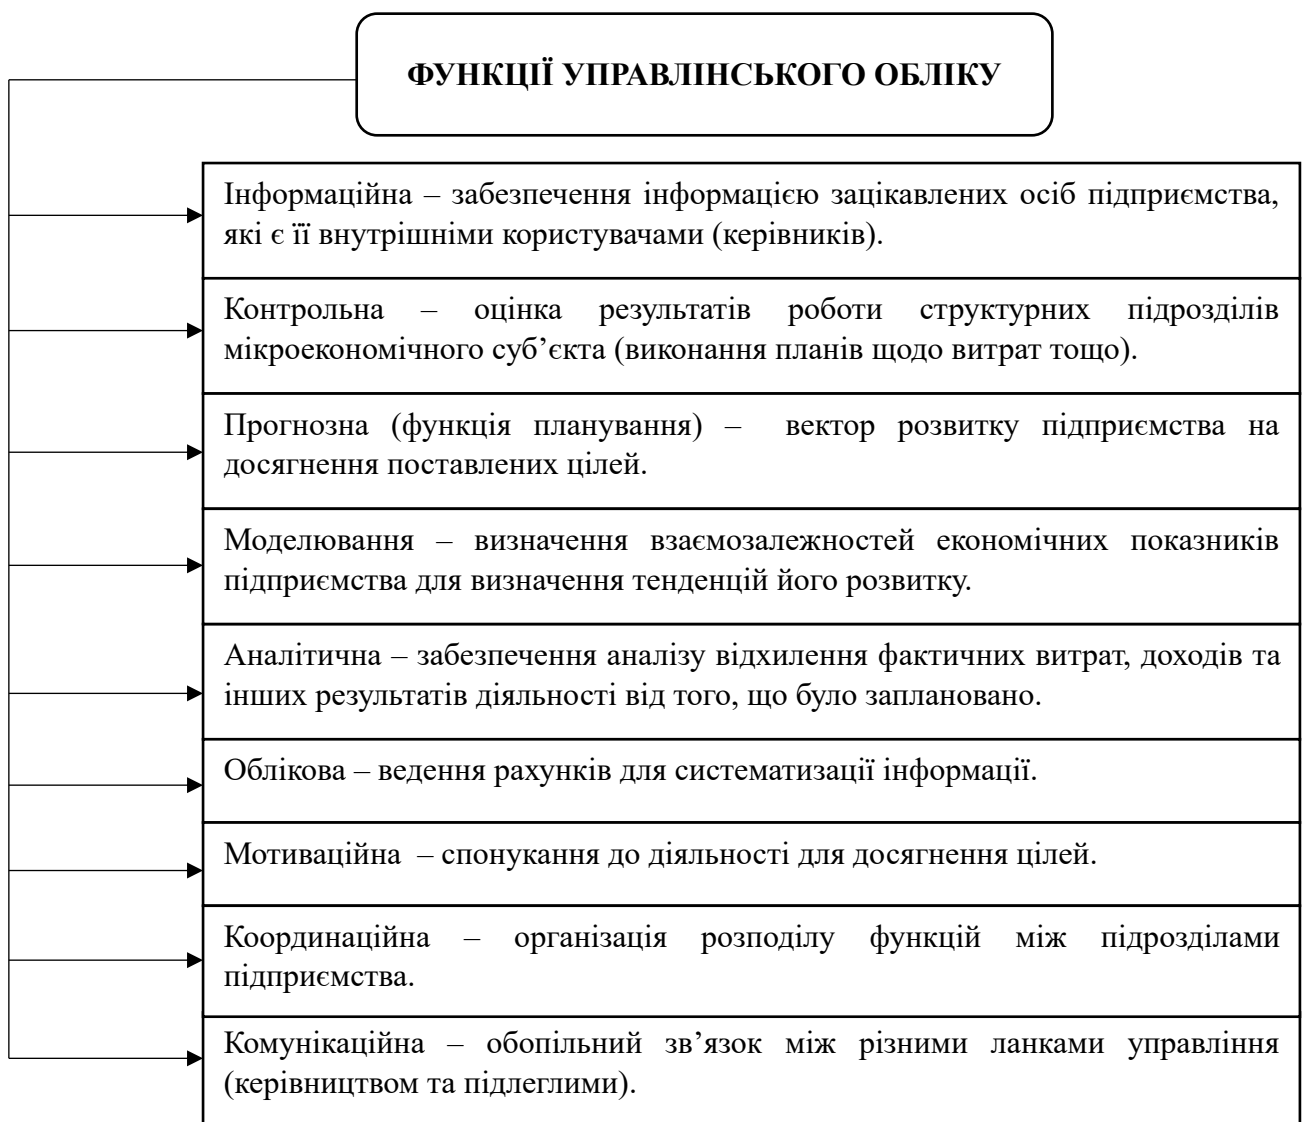 ФУНКЦІЇ УПРАВЛІНСЬКОГО ОБЛІКУ
Інформаційна – забезпечення інформацією зацікавлених осіб підприємства,
які є її внутрішніми користувачами (керівників).
Контрольна – оцінка результатів роботи структурних підрозділів
мікроекономічного суб’єкта (виконання планів щодо витрат тощо).
Прогнозна (функція планування) – вектор розвитку підприємства на
досягнення поставлених цілей.
Моделювання – визначення взаємозалежностей економічних показників
підприємства для визначення тенденцій його розвитку.
Аналітична – забезпечення аналізу відхилення фактичних витрат, доходів та
інших результатів діяльності від того, що було заплановано.
Облікова – ведення рахунків для систематизації інформації.
Мотиваційна – спонукання до діяльності для досягнення цілей.
Координаційна – організація розподілу функцій між підрозділами
підприємства.
Комунікаційна – обопільний зв’язок між різними ланками управління
(керівництвом та підлеглими).